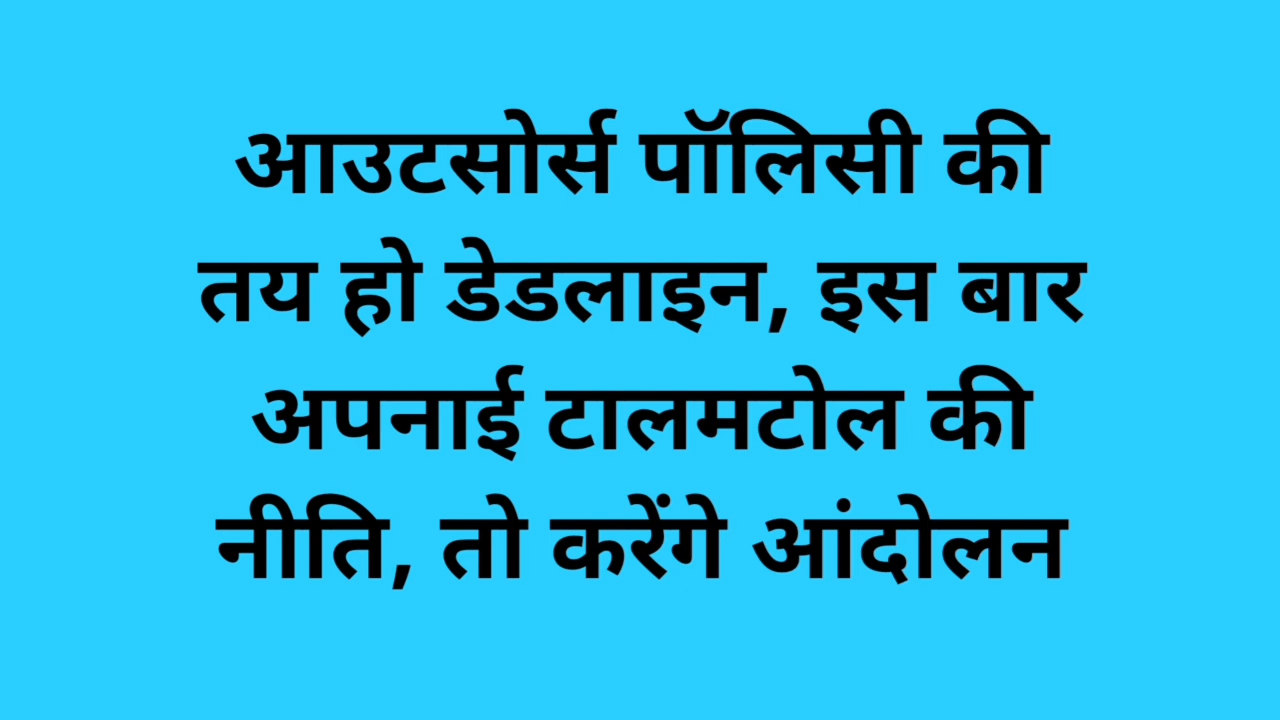 आउटसोर्स पॉलिसी की
तय हो डेडलाइन, इस बार
अपनाई टालमटोल की
नीति, तो करेंगे आंदोलन